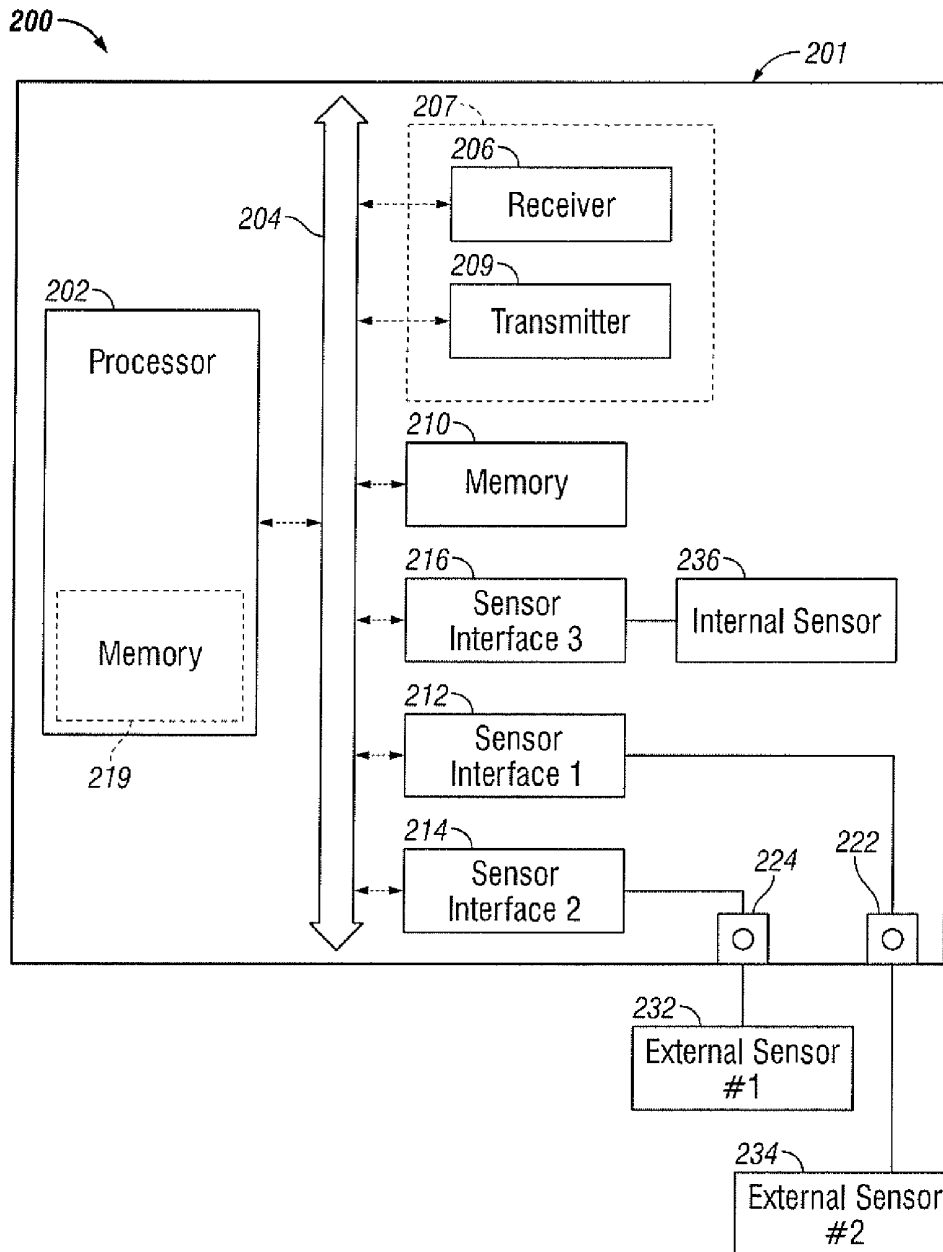 200
201
207
206
Receiver
204
209
Transmitter
202
Processor
210
Memory
216
Sensor
Interface 3
236
Internal Sensor
Memory
219
212
Sensor
Interface 1
214
Sensor
Interface 2
224
222
232
External Sensor
#1
234
External Sensor
#2